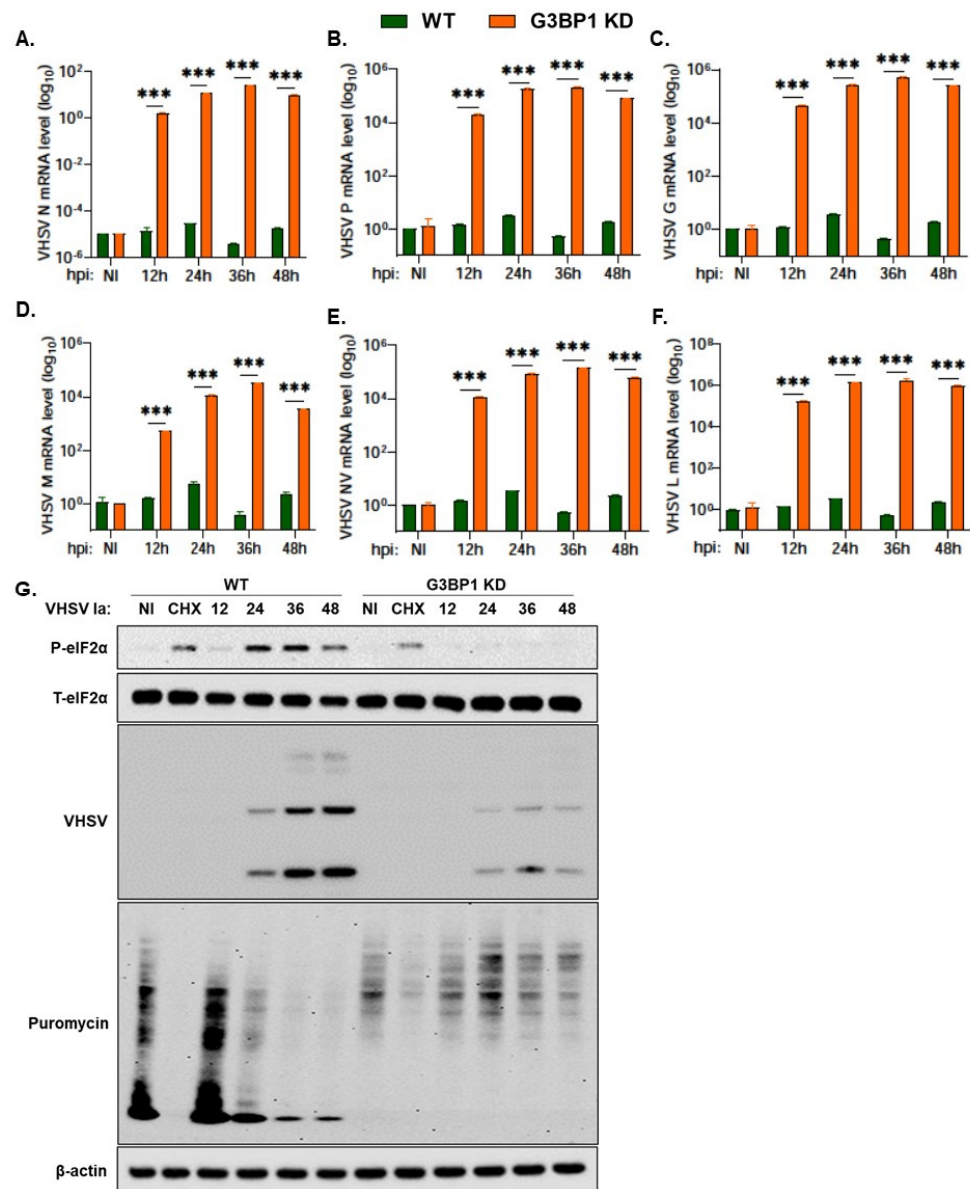 WT G3BP1 KD
A. B. C.
VHSV N mRNA level (log10)
10^2
10^0
10^-2
10^-4
10^-6
*** *** *** ***
hpi: NI 12h 24h 36h 48h
VHSV P mRNA level (log10)
10^6
10^4
10^2
10^0
*** *** *** ***
hpi: NI 12h 24h 36h 48h
VHSV G mRNA level (log10)
10^6
10^4
10^2
10^0
*** *** *** ***
hpi: NI 12h 24h 36h 48h
D. E. F.
VHSV M mRNA level (log10)
10^6
10^4
10^2
10^0
*** *** *** ***
hpi: NI 12h 24h 36h 48h
VHSV NV mRNA level (log10)
10^6
10^4
10^2
10^0
*** *** *** ***
hpi: NI 12h 24h 36h 48h
VHSV L mRNA level (log10)
10^8
10^6
10^4
10^2
10^0
*** *** *** ***
hpi: NI 12h 24h 36h 48h
G.
WT G3BP1 KD
VHSV Ia: NI CHX 12 24 36 48 NI CHX 12 24 36 48
P-eIF2α
T-eIF2α
VHSV
Puromycin
β-actin